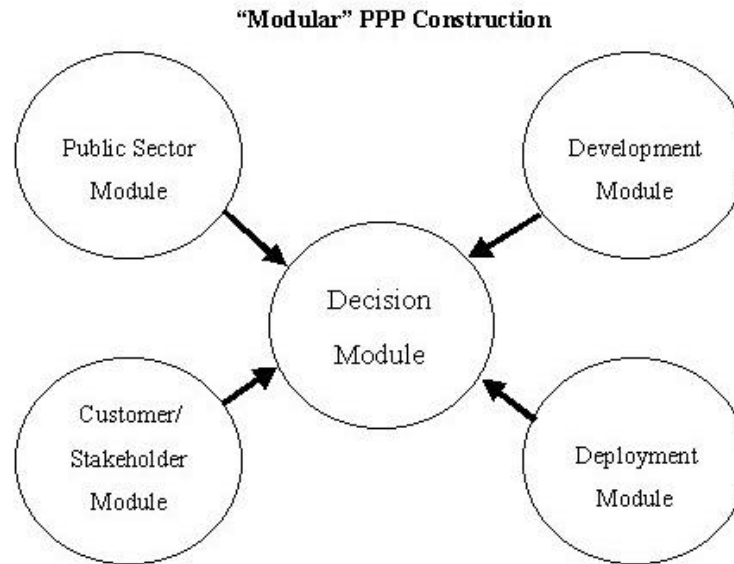 “Modular” PPP Construction
Public Sector
Module
Development
Module
Decision
Module
Customer/
Stakeholder
Module
Deployment
Module